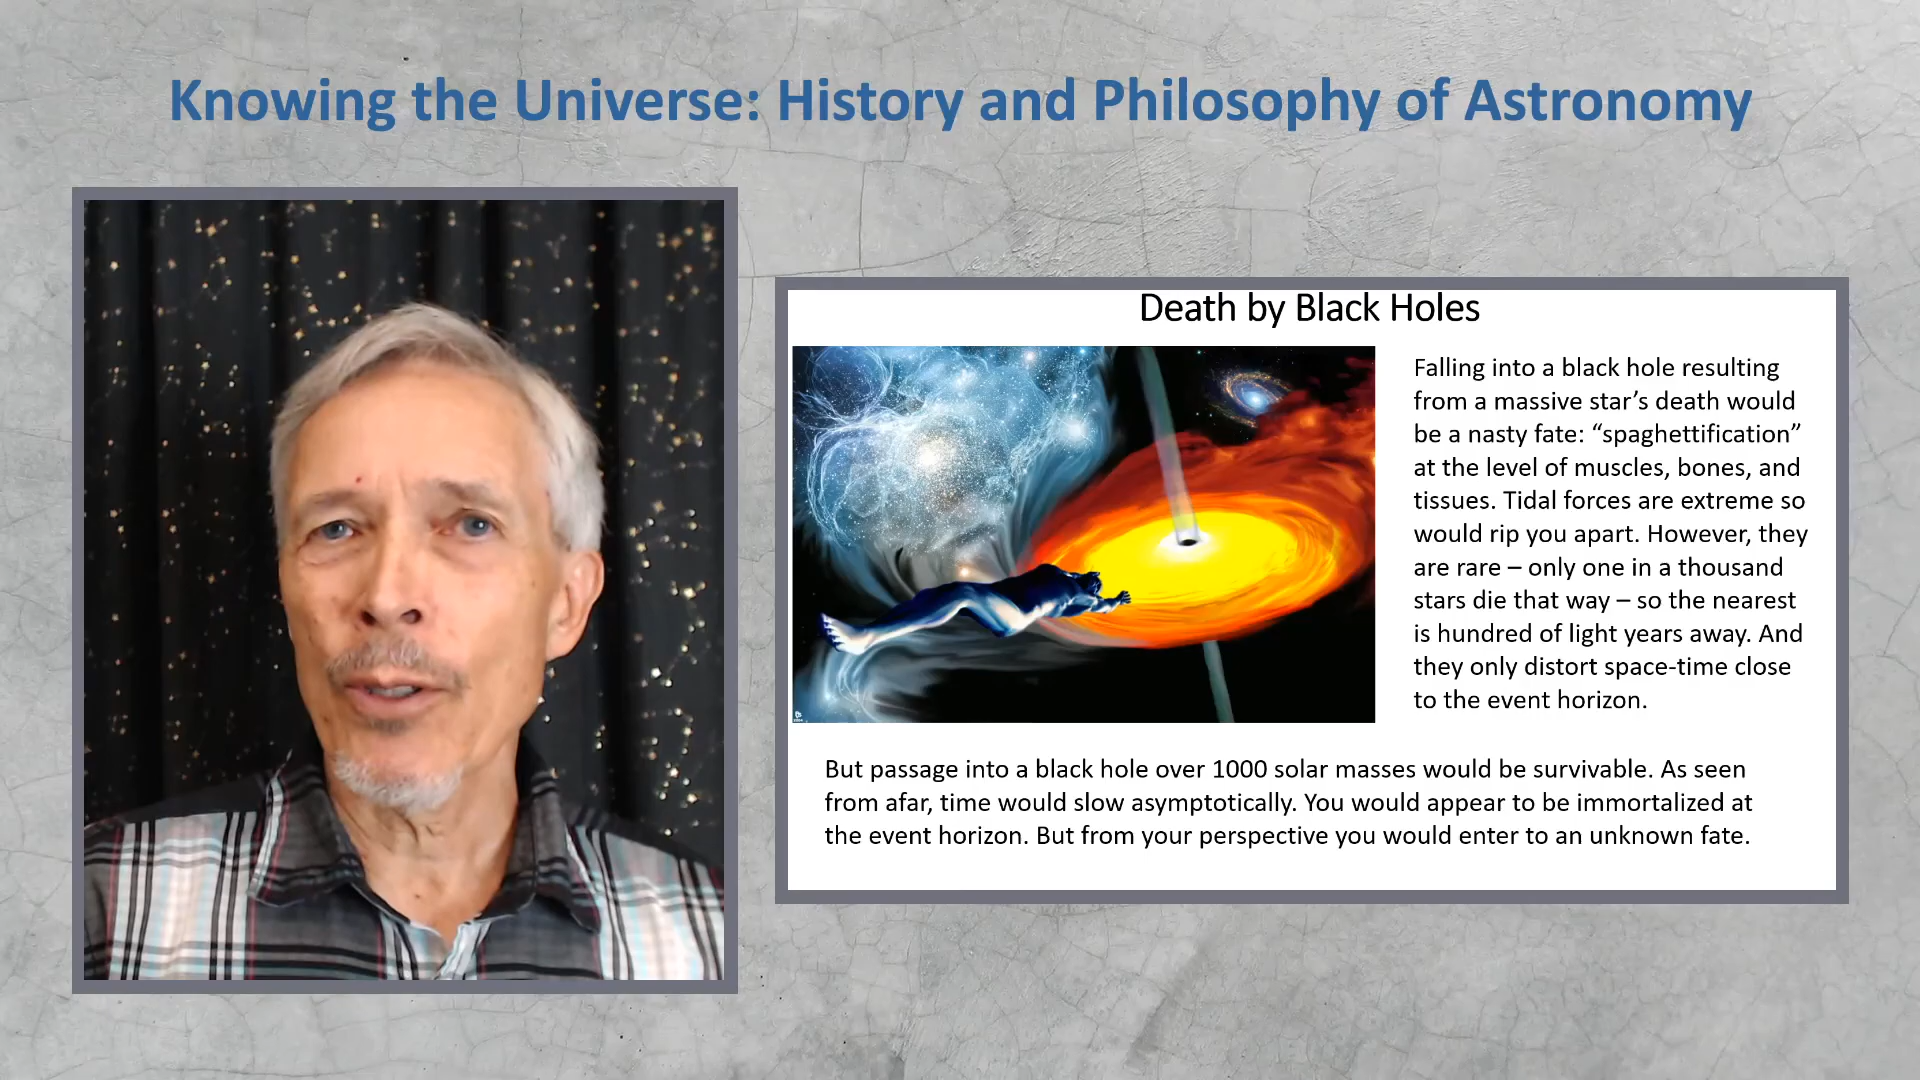 Knowing the Universe: History and Philosophy of Astronomy
Death by Black Holes
Falling into a black hole resulting
from a massive star’s death would
be a nasty fate: “spaghettification”
at the level of muscles, bones, and
tissues. Tidal forces are extreme so
would rip you apart. However, they
are rare – only one in a thousand
stars die that way – so the nearest
is hundred of light years away. And
they only distort space-time close
to the event horizon.
But passage into a black hole over 1000 solar masses would be survivable. As seen
from afar, time would slow asymptotically. You would appear to be immortalized at
the event horizon. But from your perspective you would enter to an unknown fate.